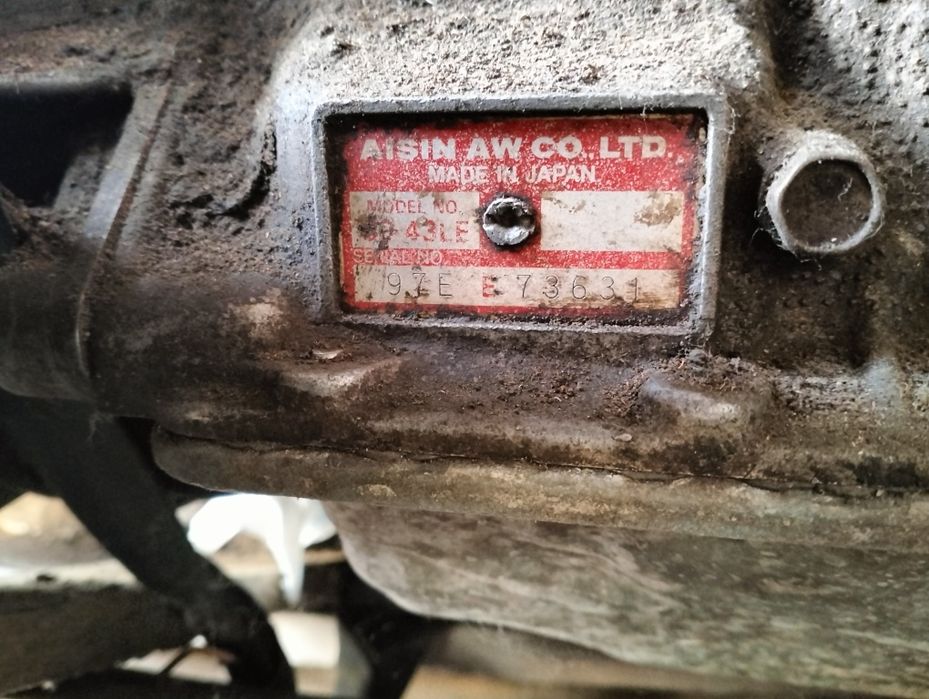 AISIN AW CO., LTD.
MADE IN JAPAN
MODEL NO.
43LE
SERIAL NO.
97E E 73631